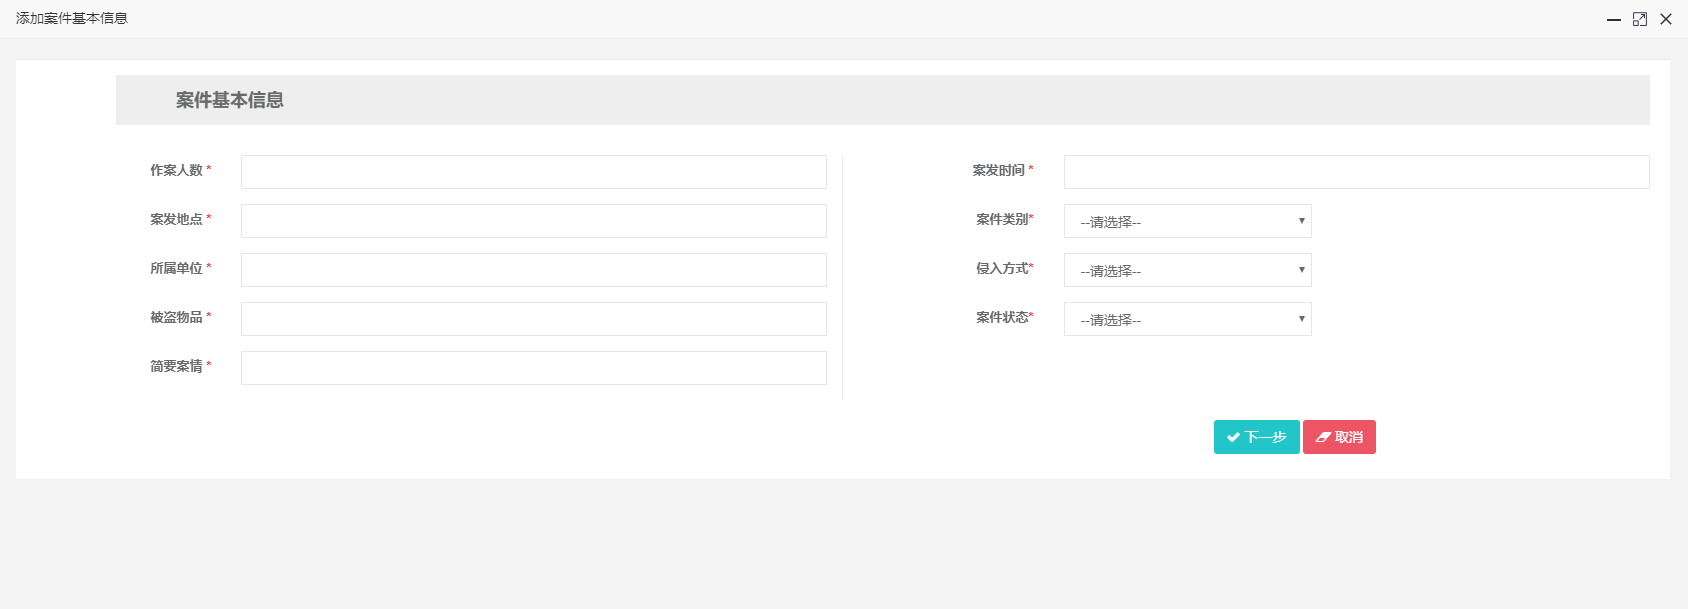 添加案件基本信息
案件基本信息
作案人数 *
案发时间 *
案发地点 *
案件类别*
--请选择--
所属单位 *
侵入方式*
--请选择--
被盗物品 *
案件状态*
--请选择--
简要案情 *
下一步
取消